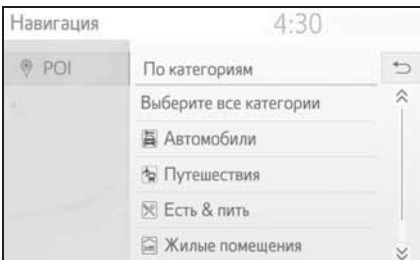 Навигация 4:30
POI
По категориям
Выберите все категории
Автомобили
Путешествия
Есть & пить
Жилые помещения